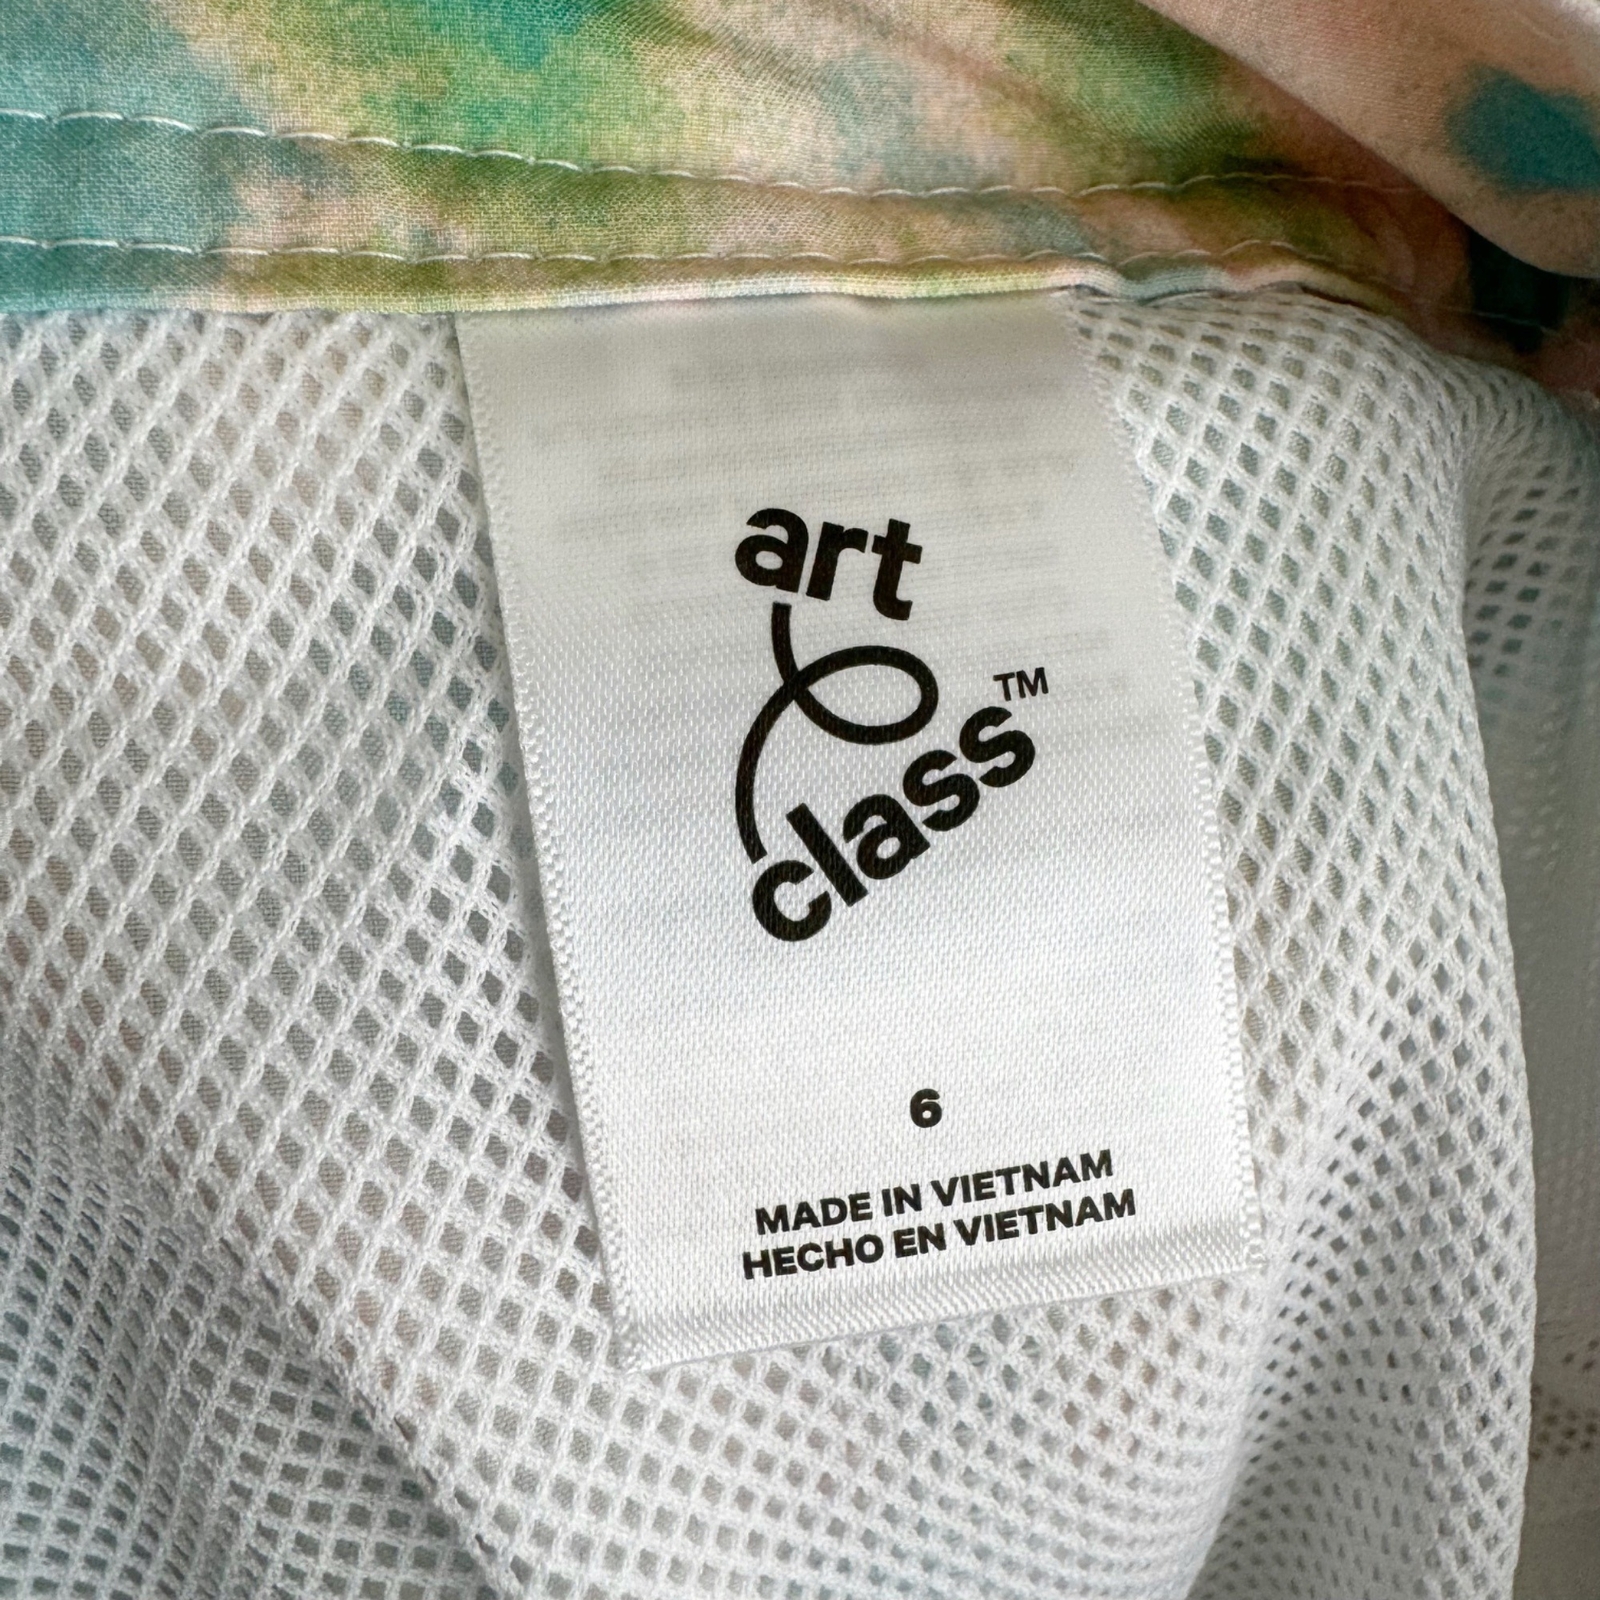 art
class™
6
MADE IN VIETNAM
HECHO EN VIETNAM